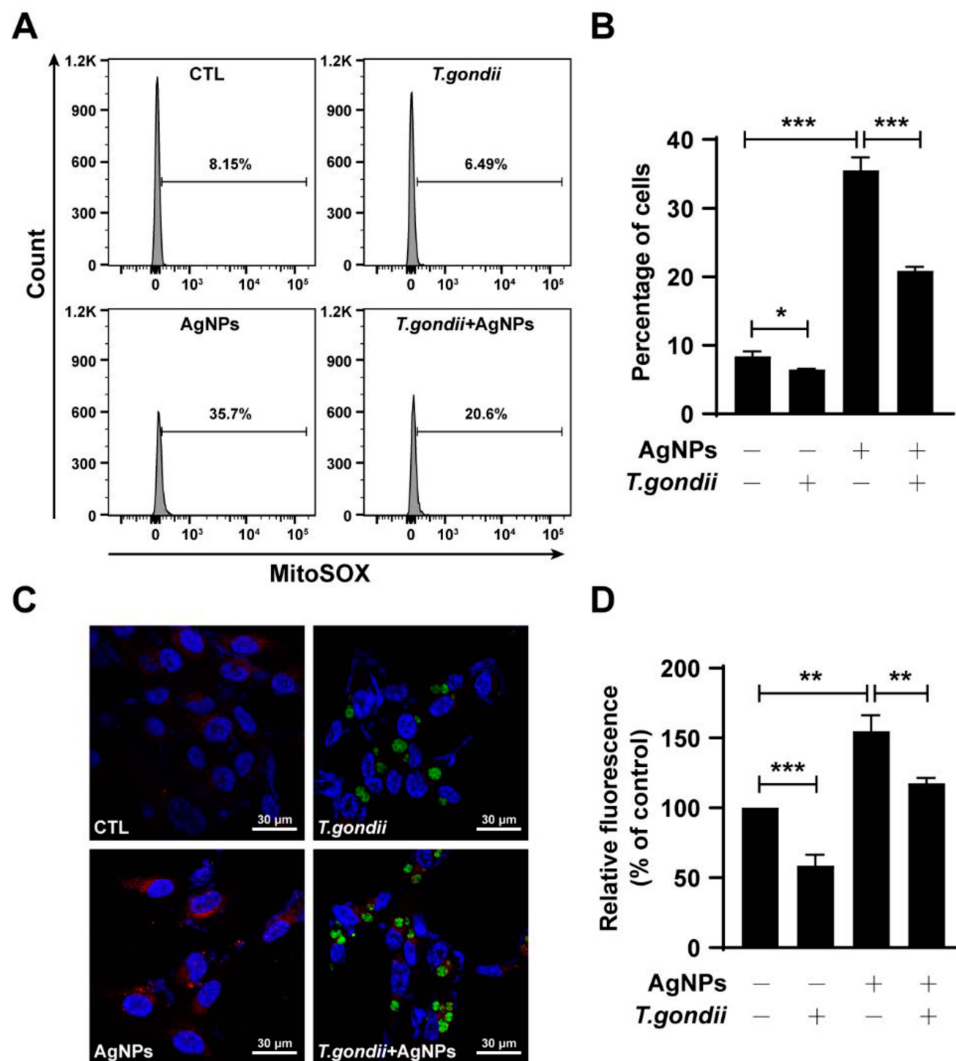 A
B
Count
1.2K
900
600
300
0
CTL
8.15%
0
10³
10⁴
10⁵
1.2K
900
600
300
0
T.gondii
6.49%
0
10³
10⁴
10⁵
1.2K
900
600
300
0
AgNPs
35.7%
0
10³
10⁴
10⁵
1.2K
900
600
300
0
T.gondii+AgNPs
20.6%
0
10³
10⁴
10⁵
MitoSOX
Percentage of cells
40
30
20
10
0
*** ***
*
AgNPs — — + +
T.gondii — + — +
C
D
CTL 30 µm
T.gondii 30 µm
AgNPs 30 µm
T.gondii+AgNPs 30 µm
Relative fluorescence
(% of control)
200
150
100
50
0
** **
***
AgNPs — — + +
T.gondii — + — +